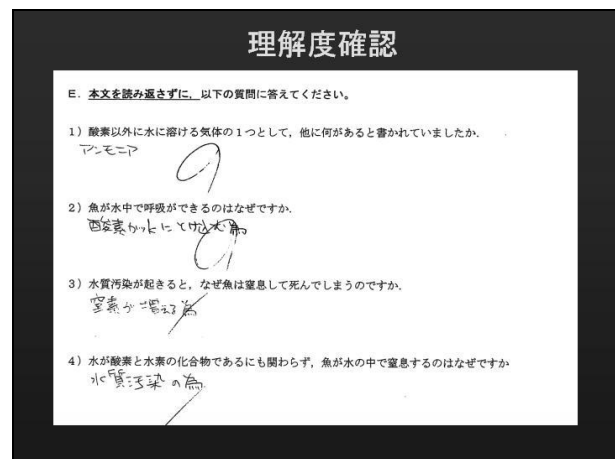 理解度確認
E. 本文を読み返さずに，以下の質問に答えてください。
1）酸素以外に水に溶ける気体の１つとして，他に何があると書かれていましたか．
アンモニア
2）魚が水中で呼吸ができるのはなぜですか．
酸素が水にとけ込む為
3）水質汚染が起きると，なぜ魚は窒息して死んでしまうのですか．
窒素が増える為
4）水が酸素と水素の化合物であるにも関わらず，魚が水の中で窒息するのはなぜですか
水質汚染の為